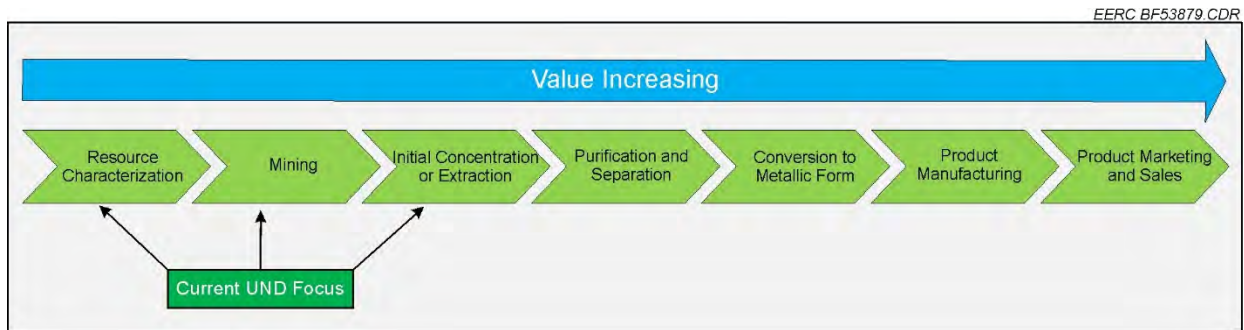 EERC BF53879.CDR
Value Increasing
Resource
Characterization
Mining
Initial Concentration
or Extraction
Purification and
Separation
Conversion to
Metallic Form
Product
Manufacturing
Product Marketing
and Sales
Current UND Focus